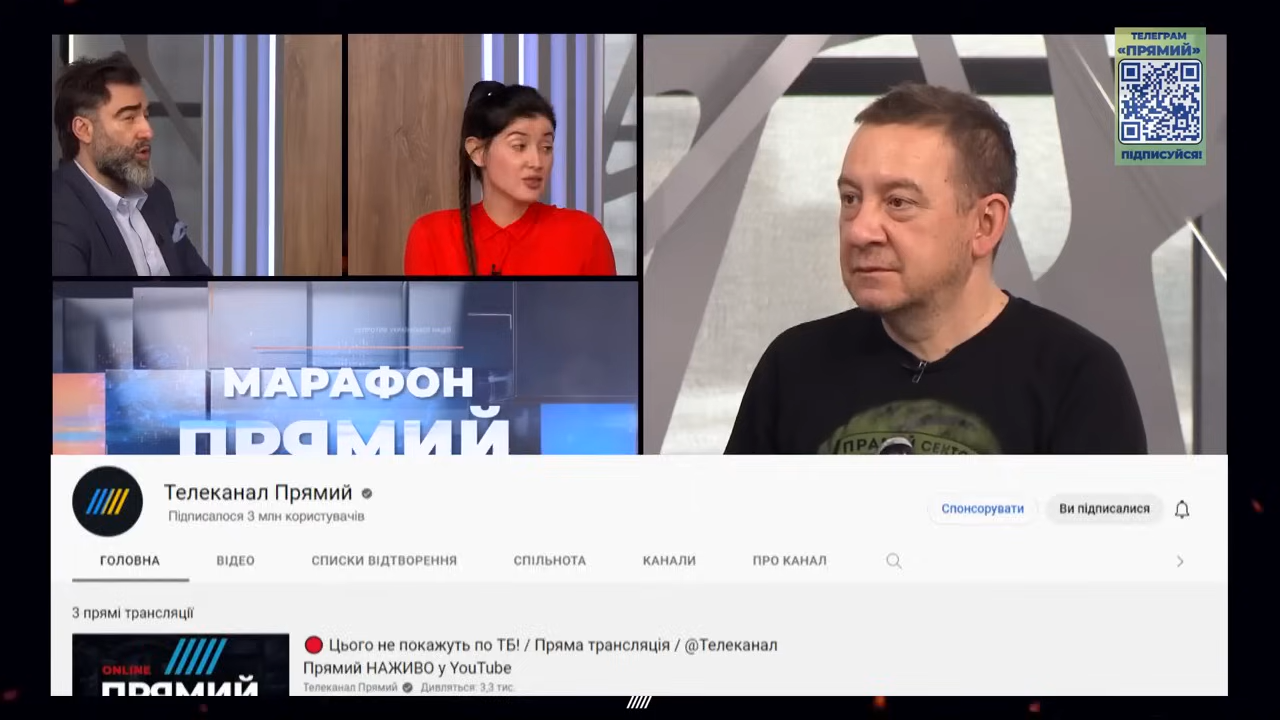 ТЕЛЕГРАМ
«ПРЯМИЙ»
ПІДПИСУЙСЯ!
МАРАФОН
ПРЯМИЙ
ПРАВИЙ СЕКТОР
Телеканал Прямий
Підписалося 3 млн користувачів
Спонсорувати
Ви підписалися
ГОЛОВНА
ВІДЕО
СПИСКИ ВІДТВОРЕННЯ
СПІЛЬНОТА
КАНАЛИ
ПРО КАНАЛ
3 прямі трансляції
ONLINE
ПРЯМИЙ
Цього не покажуть по ТБ! / Пряма трансляція / @Телеканал
Прямий НАЖИВО у YouTube
Телеканал Прямий Дивляться: 3,3 тис.